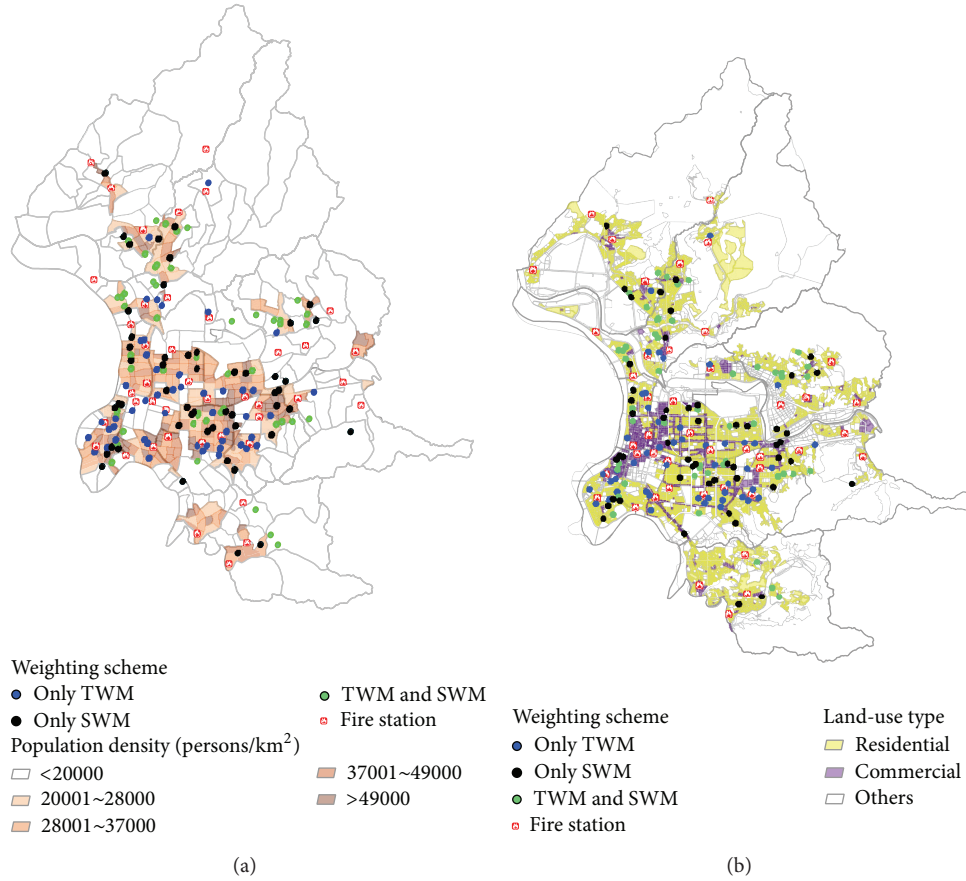 Weighting scheme
Only TWM
Only SWM
TWM and SWM
Fire station
Population density (persons/km²)
<20000
20001~28000
28001~37000
37001~49000
>49000
(a)
Weighting scheme
Only TWM
Only SWM
TWM and SWM
Fire station
Land-use type
Residential
Commercial
Others
(b)